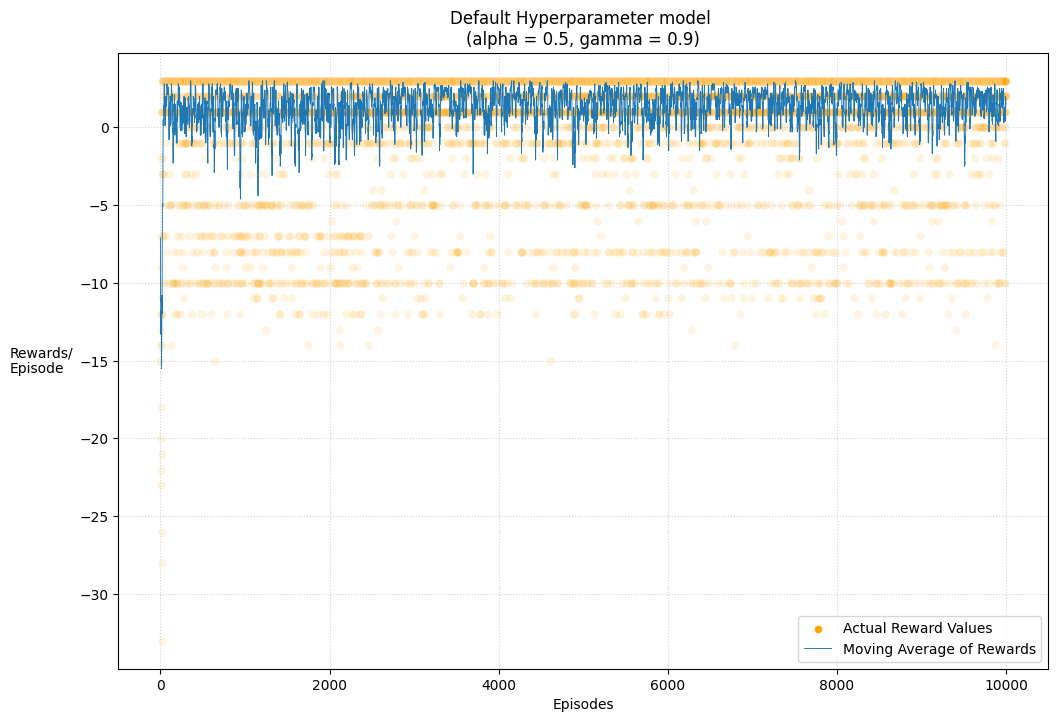 Default Hyperparameter model
(alpha = 0.5, gamma = 0.9)
0
−5
−10
−15
−20
−25
−30
Rewards/
Episode
0
2000
4000
6000
8000
10000
Episodes
Actual Reward Values
Moving Average of Rewards